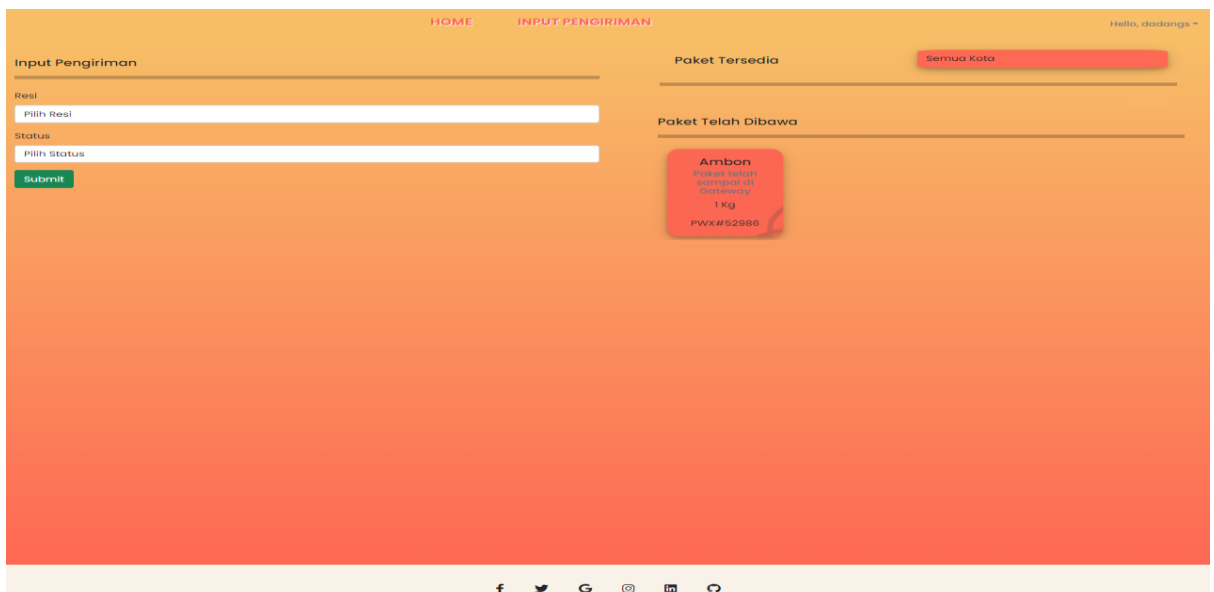 HOME INPUT PENGIRIMAN Hello, dadangs
Input Pengiriman
Resi
Pilih Resi
Status
Pilih Status
Submit
Paket Tersedia Semua Kota
Paket Telah Dibawa
Ambon
Paket telah
sampai di
Gateway
1 Kg
PWX#52986